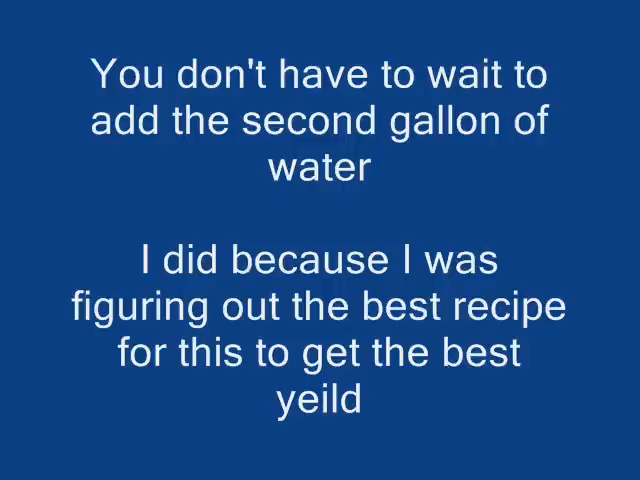 You don't have to wait to
add the second gallon of
water
I did because I was
figuring out the best recipe
for this to get the best
yeild